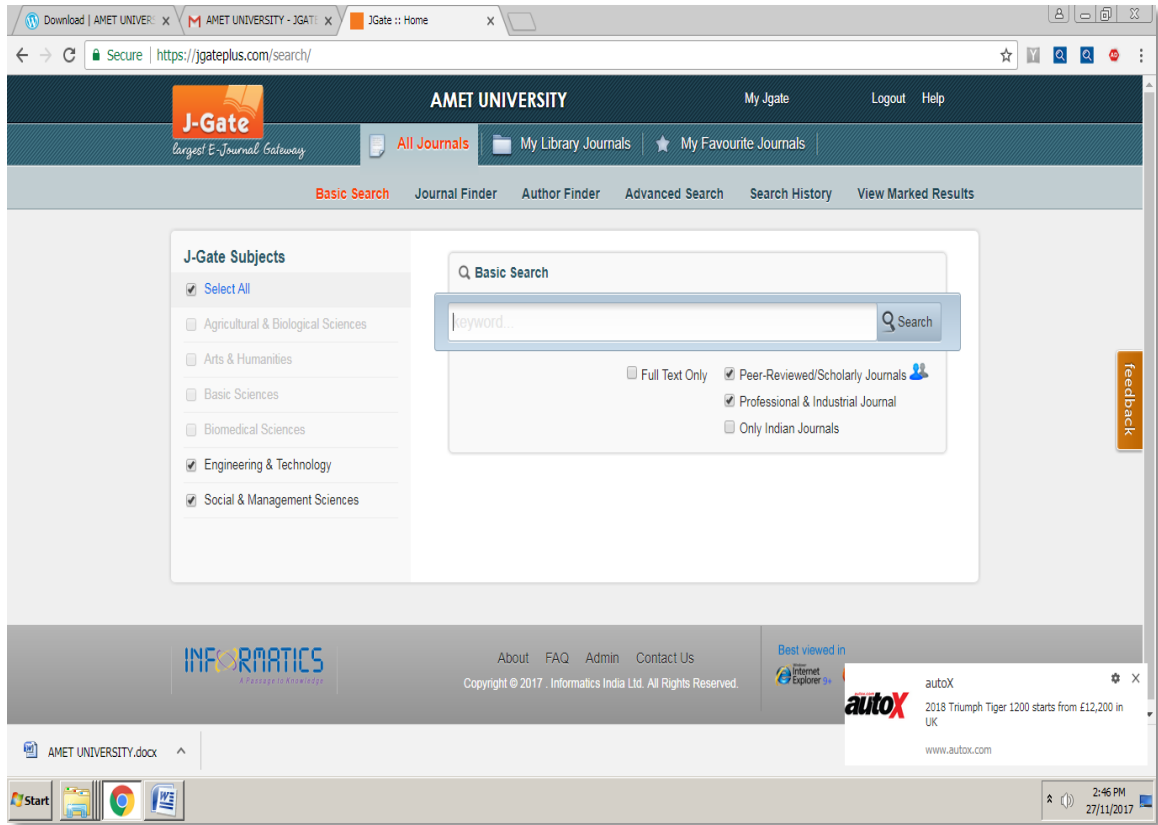 Download | AMET UNIVER
AMET UNIVERSITY - JGAT
JGate :: Home
Secure
https://jgateplus.com/search/
J-Gate
largest E-Journal Gateway
AMET UNIVERSITY
My Jgate
Logout Help
All Journals
My Library Journals
My Favourite Journals
Basic Search Journal Finder Author Finder Advanced Search Search History View Marked Results
J-Gate Subjects
Select All
Agricultural & Biological Sciences
Arts & Humanities
Basic Sciences
Biomedical Sciences
Engineering & Technology
Social & Management Sciences
Basic Search
keyword...
Search
Full Text Only
Peer-Reviewed/Scholarly Journals
Professional & Industrial Journal
Only Indian Journals
feedback
INFORMATICS
A Passage to Knowledge
About FAQ Admin Contact Us
Copyright © 2017 . Informatics India Ltd. All Rights Reserved.
Best viewed in
Windows
Internet
Explorer 9+
autoX
autoX
2018 Triumph Tiger 1200 starts from £12,200 in
UK
www.autox.com
AMET UNIVERSITY.docx
Start
2:46 PM
27/11/2017